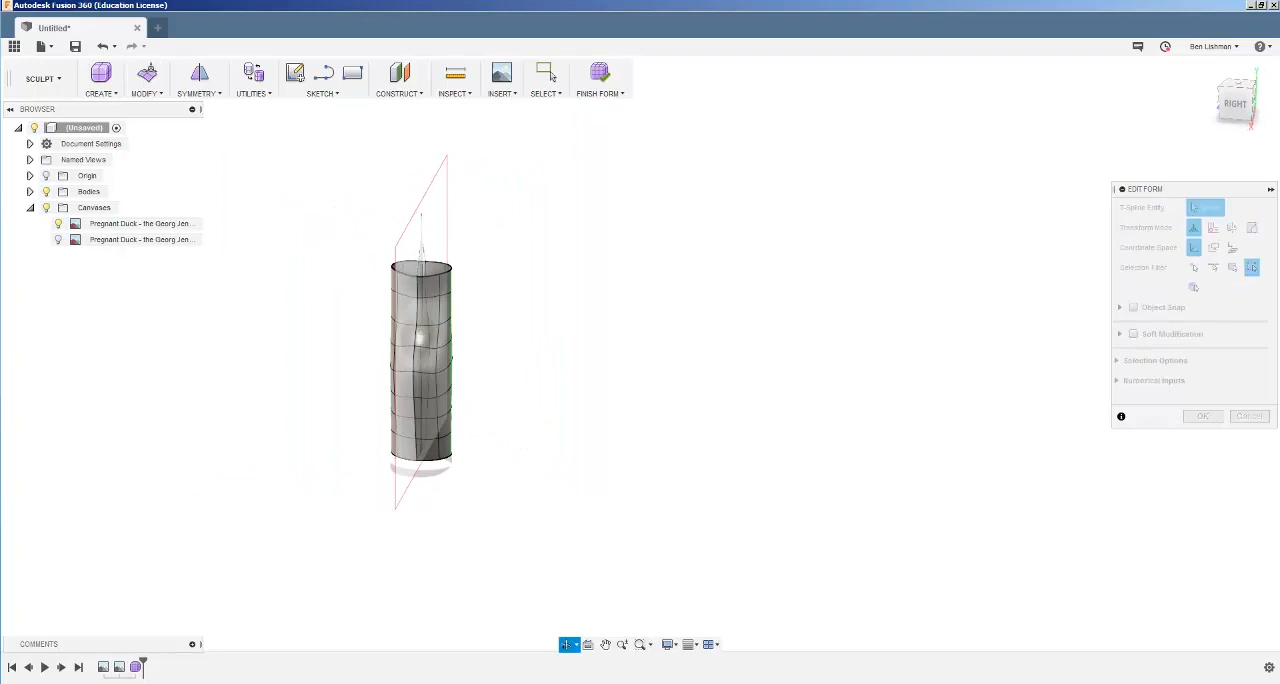 Autodesk Fusion 360 (Education License)
Untitled*
Ben Lishman
SCULPT
CREATE
MODIFY
SYMMETRY
UTILITIES
SKETCH
CONSTRUCT
INSPECT
INSERT
SELECT
FINISH FORM
BROWSER
(Unsaved)
Document Settings
Named Views
Origin
Bodies
Canvases
Pregnant Duck - the Georg Jen...
Pregnant Duck - the Georg Jen...
RIGHT
Y
X
EDIT FORM
T-Spline Entity
Transform Mode
Coordinate Space
Selection Filter
Object Snap
Soft Modification
Selection Options
Numerical Inputs
OK
Cancel
COMMENTS